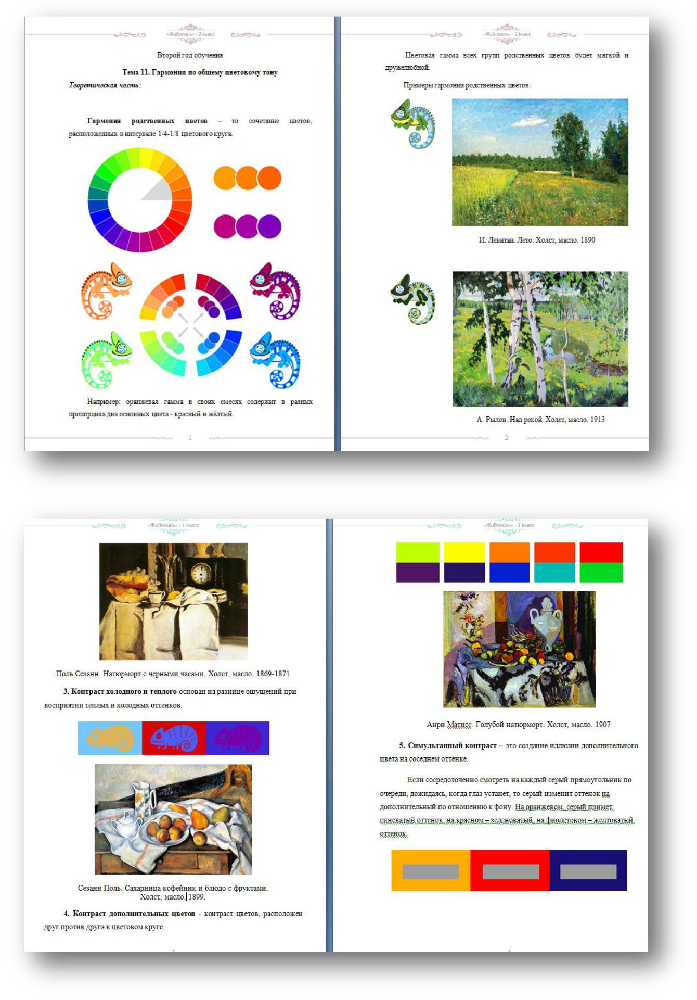 «Живопись» - 2 класс
Второй год обучения
Тема 11. Гармония по общему цветовому тону
Теоретическая часть:
Гармония родственных цветов – то сочетание цветов,
расположенных в интервале 1/4-1/8 цветового круга.
Например: оранжевая гамма в своих смесях содержит в разных
пропорциях два основных цвета - красный и жёлтый.
1
«Живопись» - 2 класс
Цветовая гамма всех групп родственных цветов будет мягкой и
дружелюбной.
Примеры гармонии родственных цветов:
И. Левитан. Лето. Холст, масло. 1890
А. Рылов. Над рекой. Холст, масло. 1913
2
«Живопись» - 1 класс
Поль Сезанн. Натюрморт с черными часами, Холст, масло. 1869-1871
3. Контраст холодного и теплого основан на разнице ощущений при
восприятии теплых и холодных оттенков.
Сезанн Поль. Сахарница кофейник и блюдо с фруктами.
Холст, масло. 1899.
4. Контраст дополнительных цветов - контраст цветов, расположен
друг против друга в цветовом круге.
«Живопись» - 1 класс
Анри Матисс. Голубой натюрморт. Холст, масло. 1907
5. Симультанный контраст – это создание иллюзии дополнительного
цвета на соседнем оттенке.
Если сосредоточенно смотреть на каждый серый прямоугольник по
очереди, дожидаясь, когда глаз устанет, то серый изменит оттенок на
дополнительный по отношению к фону. На оранжевом, серый примет
синеватый оттенок, на красном – зеленоватый, на фиолетовом – желтоватый
оттенок.